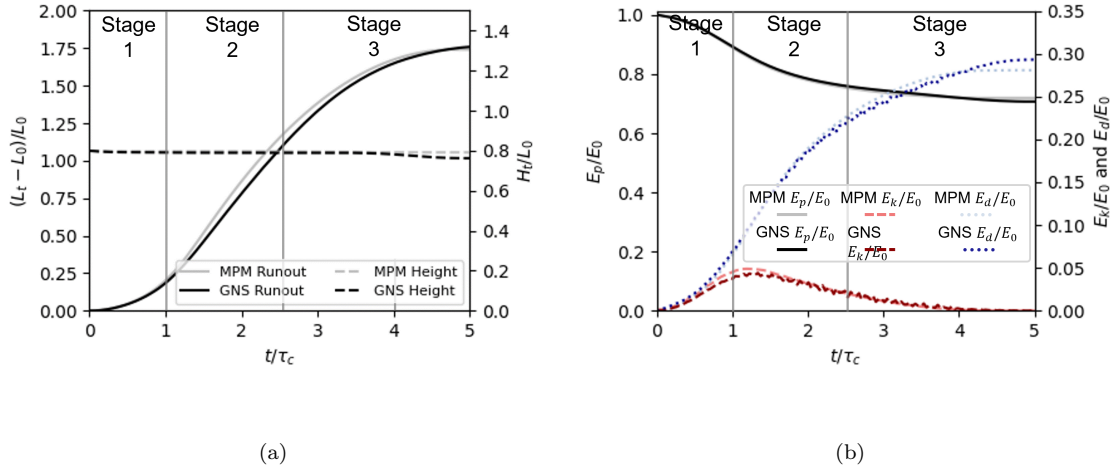 Stage
1
Stage
2
Stage
3
2.00
1.75
1.50
1.25
1.00
0.75
0.50
0.25
0.00
(L_t − L_0)/L_0
1.4
1.2
1.0
0.8
0.6
0.4
0.2
0.0
H_t/L_0
MPM Runout
GNS Runout
MPM Height
GNS Height
0 1 2 3 4 5
t/τ_c
(a)
Stage
1
Stage
2
Stage
3
1.0
0.8
0.6
0.4
0.2
0.0
E_p/E_0
0.35
0.30
0.25
0.20
0.15
0.10
0.05
0.00
E_k/E_0 and E_d/E_0
MPM E_p/E_0 MPM E_k/E_0 MPM E_d/E_0
GNS E_p/E_0 GNS GNS E_d/E_0
E_k/E_0
0 1 2 3 4 5
t/τ_c
(b)